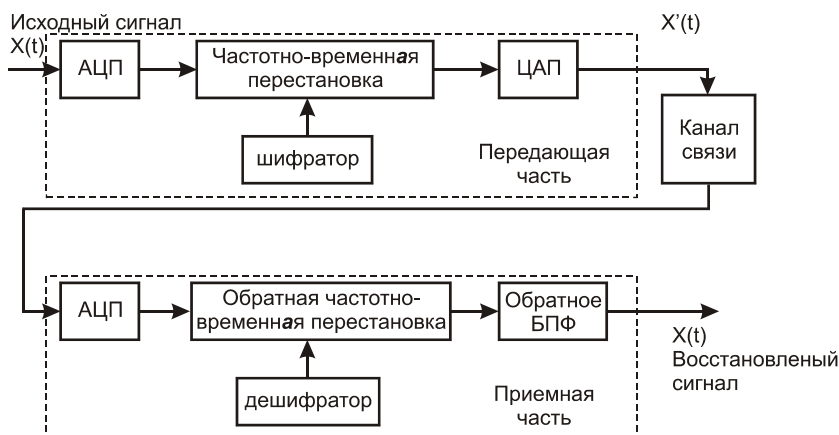 Исходный сигнал
X(t)
X’(t)
АЦП
Частотно-временная
перестановка
ЦАП
шифратор
Передающая
часть
Канал
связи
АЦП
Обратная частотно-
временная перестановка
Обратное
БПФ
дешифратор
Приемная
часть
X(t)
Восстановленый
сигнал